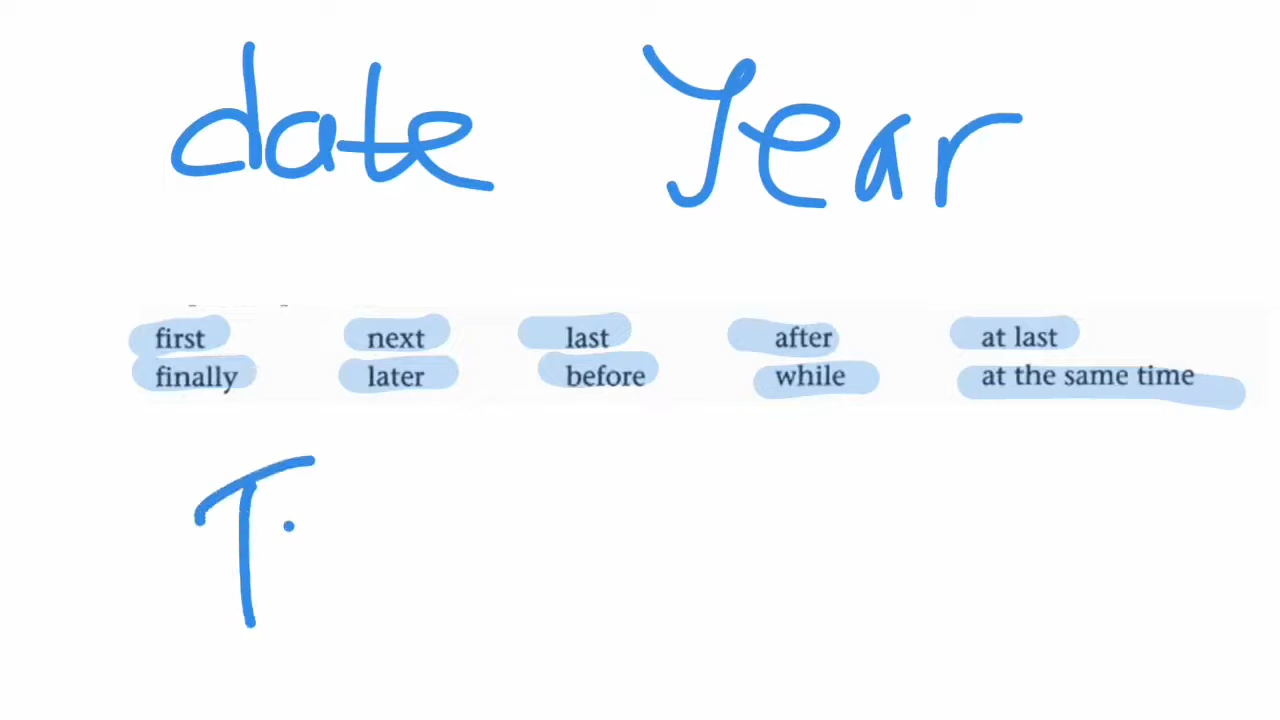 date Year
first next last after at last
finally later before while at the same time
T